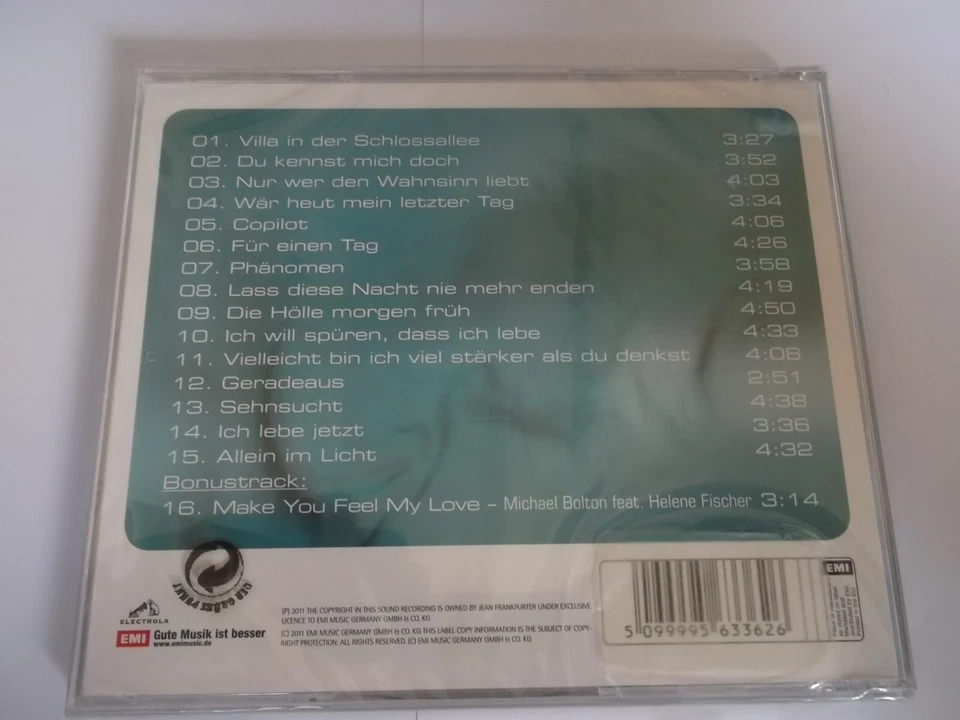 01. Villa in der Schlossallee 3:27
02. Du kennst mich doch 3:52
03. Nur wer den Wahnsinn liebt 4:03
04. Wär heut mein letzter Tag 3:34
05. Copilot 4:06
06. Für einen Tag 4:26
07. Phänomen 3:58
08. Lass diese Nacht nie mehr enden 4:19
09. Die Hölle morgen früh 4:50
10. Ich will spüren, dass ich lebe 4:33
11. Vielleicht bin ich viel stärker als du denkst 4:08
12. Geradeaus 2:51
13. Sehnsucht 4:38
14. Ich lebe jetzt 3:36
15. Allein im Licht 4:32
Bonustrack:
16. Make You Feel My Love – Michael Bolton feat. Helene Fischer 3:14
DER GRÜNE PUNKT
ELECTROLA
EMI Gute Musik ist besser
www.emimusic.de
(P) 2011 THE COPYRIGHT IN THIS SOUND RECORDING IS OWNED BY JEAN FRANKFURTER UNDER EXCLUSIVE
LICENCE TO EMI MUSIC GERMANY GMBH & CO. KG
(C) 2011 EMI MUSIC GERMANY GMBH & CO. KG THIS LABEL COPY INFORMATION IS THE SUBJECT OF COPY-
RIGHT PROTECTION. ALL RIGHTS RESERVED. (C) EMI MUSIC GERMANY GMBH & CO. KG
5 099995 633626
EMI